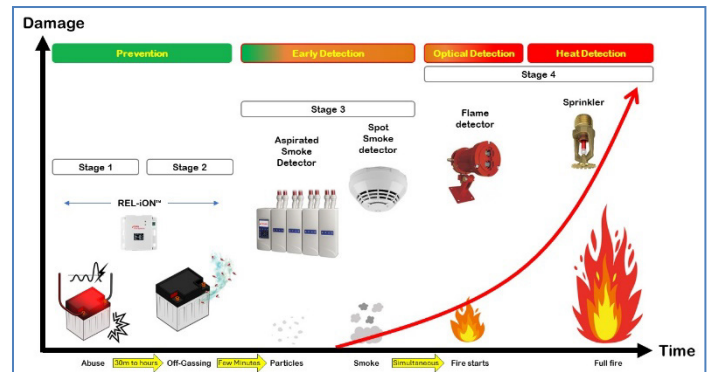 Damage
Prevention
Early Detection
Optical Detection
Heat Detection
Stage 4
Stage 3
Sprinkler
Flame
detector
Spot
Smoke
detector
Aspirated
Smoke
Detector
Stage 1
Stage 2
REL-iON™
Time
Abuse
30m to hours
Off-Gassing
Few Minutes
Particles
Smoke
Simultaneous
Fire starts
Full fire